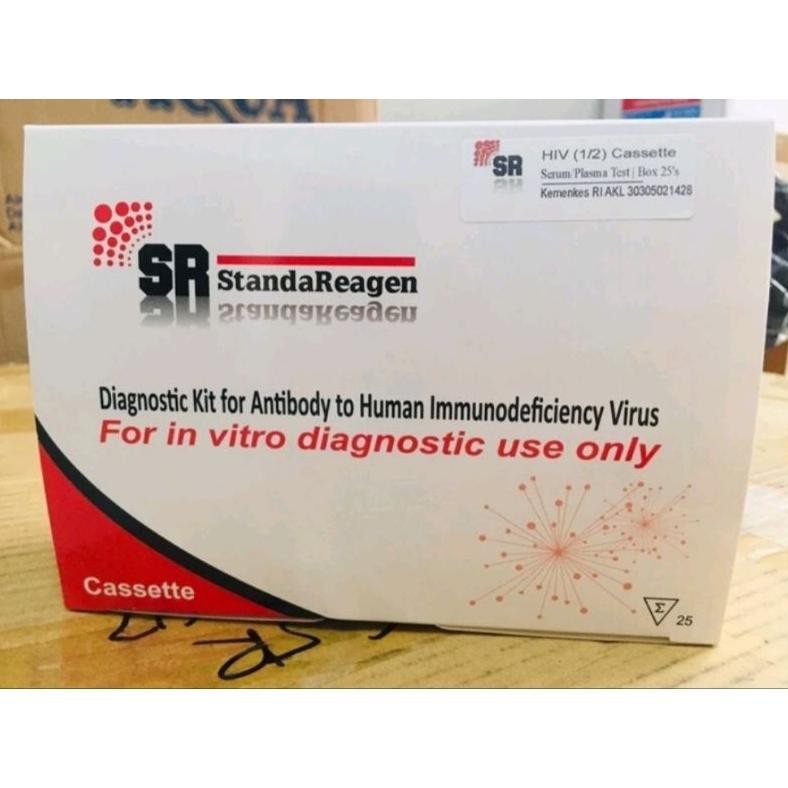 SR
HIV (1/2) Cassette
Serum/Plasma Test | Box 25's
Kemenkes RI AKL 30305021428
SR StandaReagen
Diagnostic Kit for Antibody to Human Immunodeficiency Virus
For in vitro diagnostic use only
Cassette
Σ 25